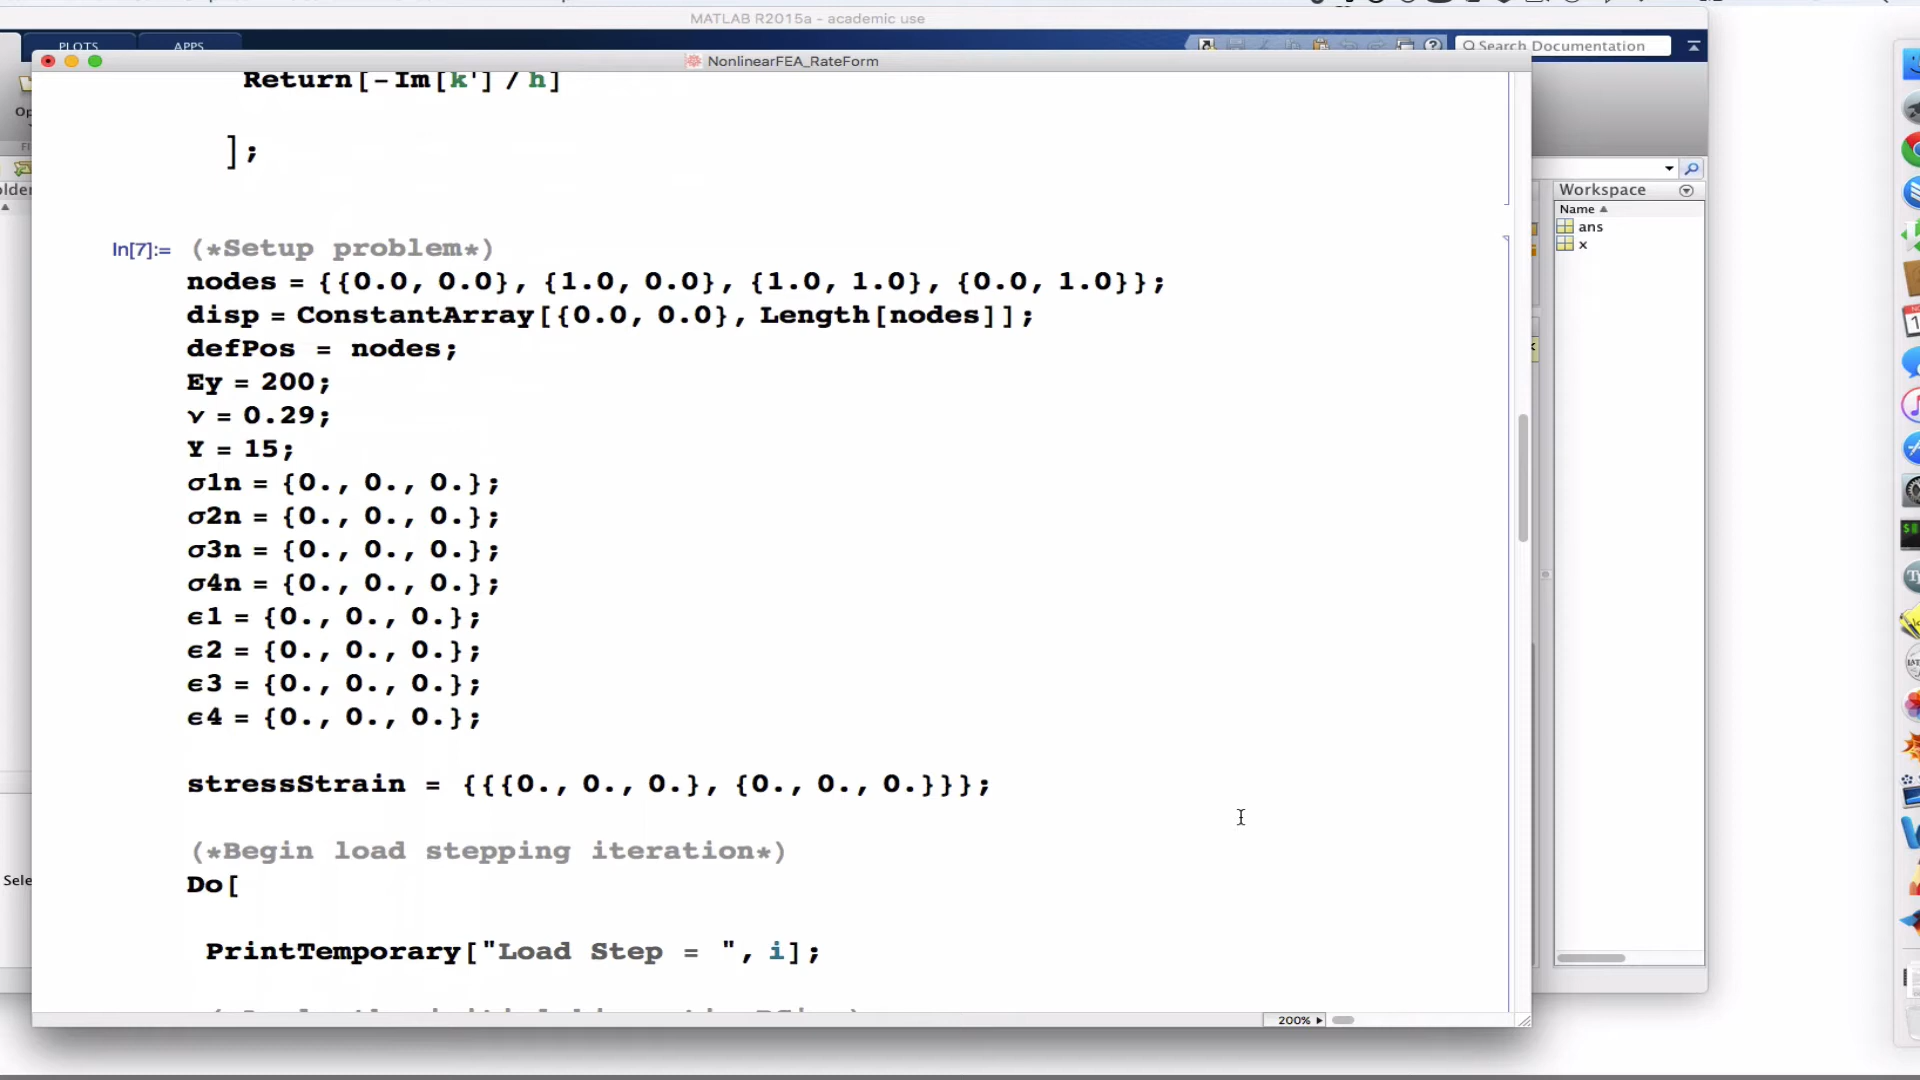 MATLAB R2015a - academic use
PLOTS
APPS
Search Documentation
NonlinearFEA_RateForm
Return[-Im[k'] / h]
];
In[7]:= (*Setup problem*)
nodes = {{0.0, 0.0}, {1.0, 0.0}, {1.0, 1.0}, {0.0, 1.0}};
disp = ConstantArray[{0.0, 0.0}, Length[nodes]];
defPos = nodes;
Ey = 200;
ν = 0.29;
Y = 15;
σ1n = {0., 0., 0.};
σ2n = {0., 0., 0.};
σ3n = {0., 0., 0.};
σ4n = {0., 0., 0.};
ϵ1 = {0., 0., 0.};
ϵ2 = {0., 0., 0.};
ϵ3 = {0., 0., 0.};
ϵ4 = {0., 0., 0.};
stressStrain = {{{0., 0., 0.}, {0., 0., 0.}}};
(*Begin load stepping iteration*)
Do[
PrintTemporary["Load Step = ", i];
200%
Workspace
Name
ans
x